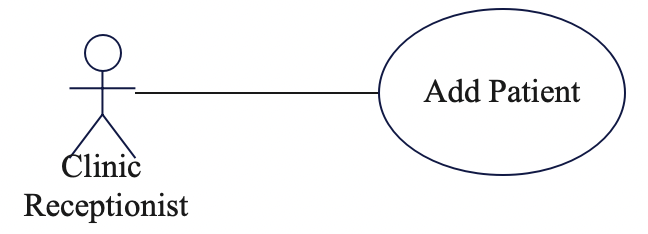 Add Patient
Clinic
Receptionist